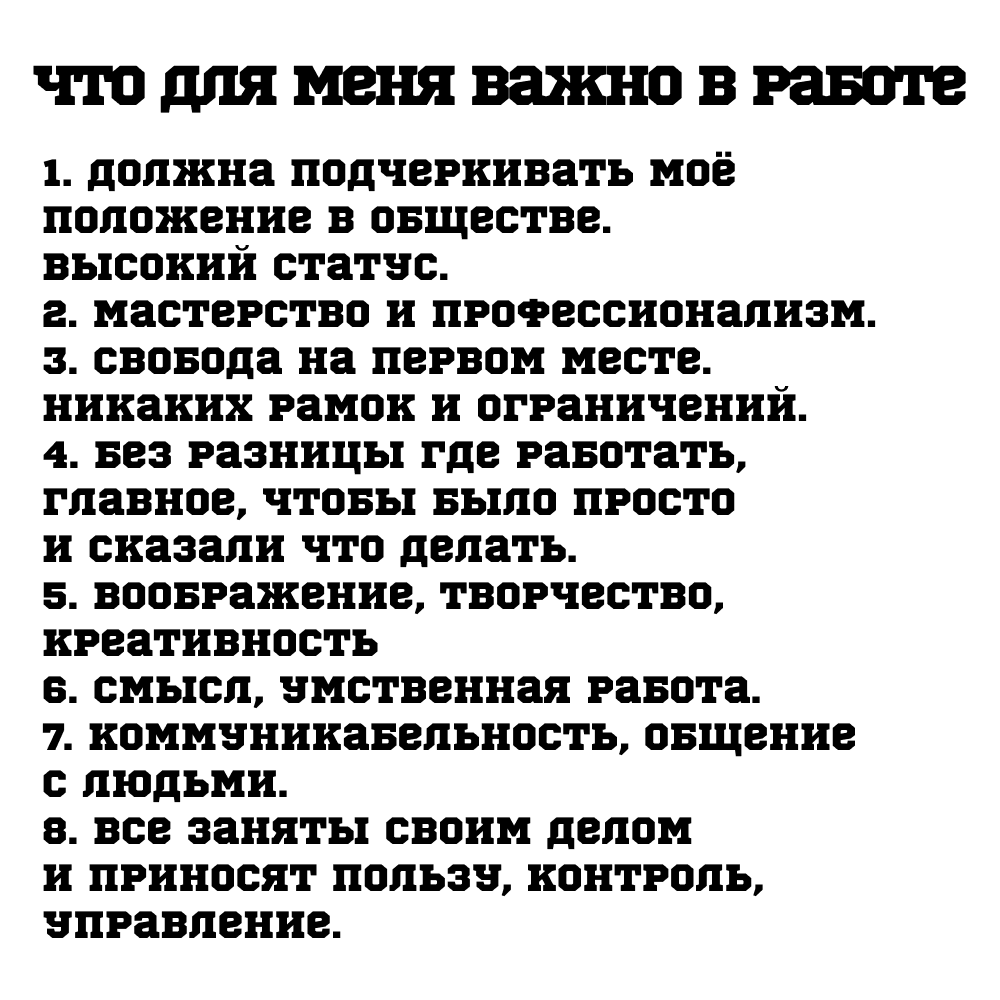 что для меня важно в работе
1. должна подчеркивать моё
положение в обществе.
высокий статус.
2. мастерство и профессионализм.
3. свобода на первом месте.
никаких рамок и ограничений.
4. без разницы где работать,
главное, чтобы было просто
и сказали что делать.
5. воображение, творчество,
креативность
6. смысл, умственная работа.
7. коммуникабельность, общение
с людьми.
8. все заняты своим делом
и приносят пользу, контроль,
управление.